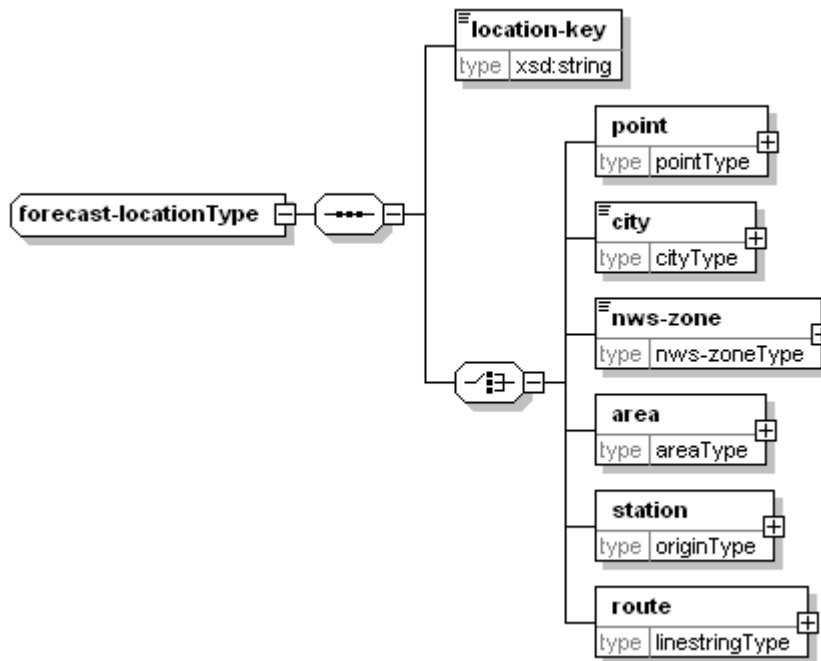 location-key
type xsd:string
point
type pointType
forecast-locationType
city
type cityType
nws-zone
type nws-zoneType
area
type areaType
station
type originType
route
type linestringType